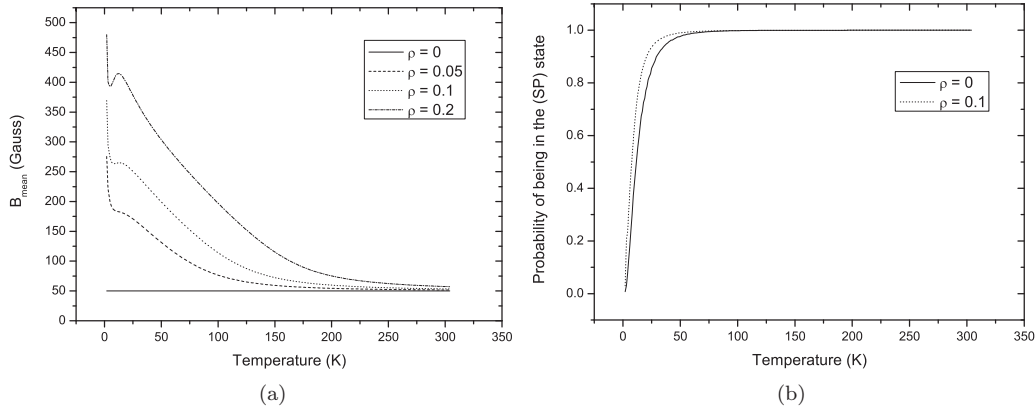 500
450
400
350
300
250
200
150
100
50
0
B_mean (Gauss)
ρ = 0
ρ = 0.05
ρ = 0.1
ρ = 0.2
0 50 100 150 200 250 300 350
Temperature (K)
(a)
1.0
0.8
0.6
0.4
0.2
0.0
Probability of being in the (SP) state
ρ = 0
ρ = 0.1
0 50 100 150 200 250 300 350
Temperature (K)
(b)